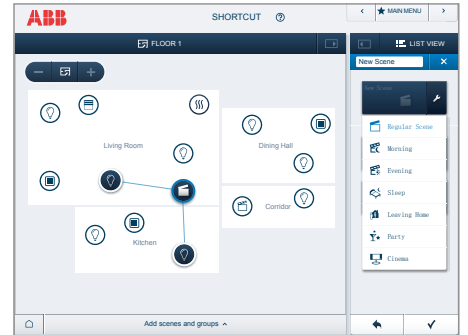 ABB
SHORTCUT ?
MAIN MENU
FLOOR 1
LIST VIEW
New Scene ×
New Scene
Living Room
Dining Hall
Corridor
Kitchen
Regular Scene
Morning
Evening
Sleep
Leaving Home
Party
Cinema
Add scenes and groups